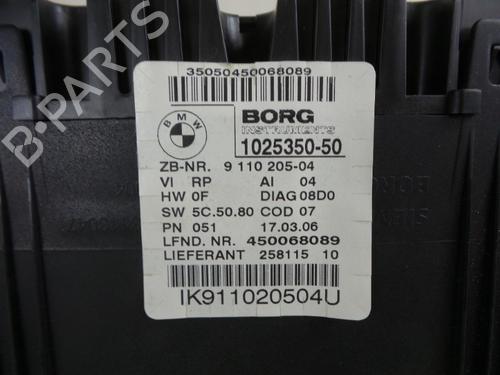 B-PARTS
35050450068089
BMW
BORG
INSTRUMENTS
1025350-50
ZB-NR. 9 110 205-04
VI RP AI 04
HW 0F DIAG 08D0
SW 5C.50.80 COD 07
PN 051 17.03.06
LFND. NR. 450068089
LIEFERANT 258115 10
IK911020504U